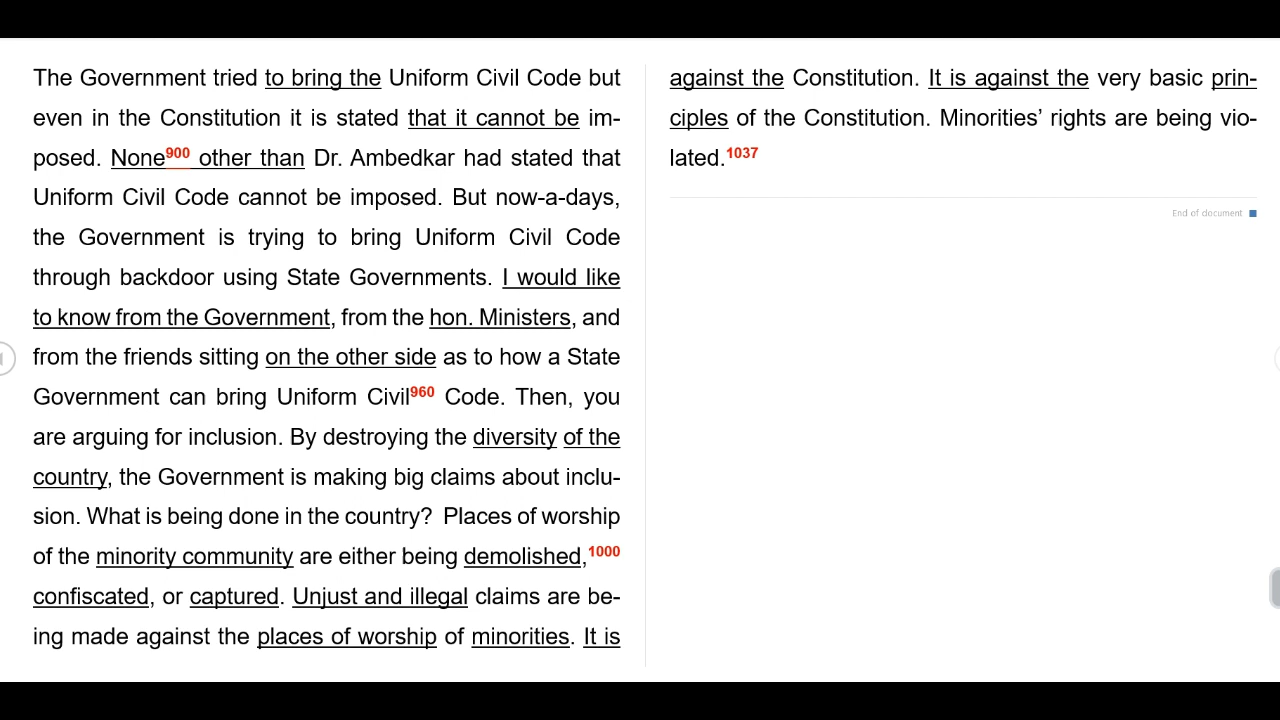 The Government tried to bring the Uniform Civil Code but
even in the Constitution it is stated that it cannot be im-
posed. None900 other than Dr. Ambedkar had stated that
Uniform Civil Code cannot be imposed. But now-a-days,
the Government is trying to bring Uniform Civil Code
through backdoor using State Governments. I would like
to know from the Government, from the hon. Ministers, and
from the friends sitting on the other side as to how a State
Government can bring Uniform Civil960 Code. Then, you
are arguing for inclusion. By destroying the diversity of the
country, the Government is making big claims about inclu-
sion. What is being done in the country? Places of worship
of the minority community are either being demolished,1000
confiscated, or captured. Unjust and illegal claims are be-
ing made against the places of worship of minorities. It is
against the Constitution. It is against the very basic prin-
ciples of the Constitution. Minorities’ rights are being vio-
lated.1037
End of document